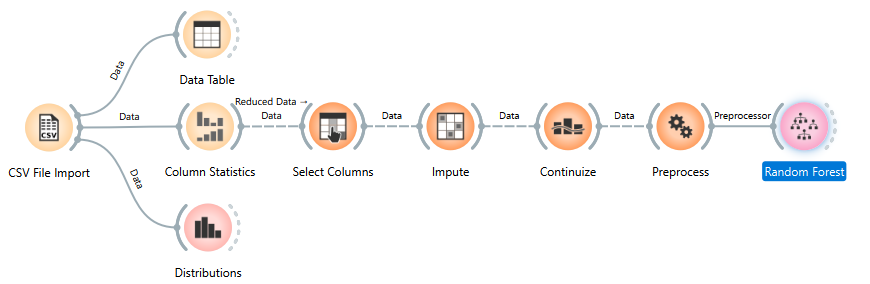 Data
Data Table
Reduced Data →
CSV
Data
Data
Data
Data
Data
Preprocessor
CSV File Import
Column Statistics
Select Columns
Impute
Continuize
Preprocess
Random Forest
Data
Distributions